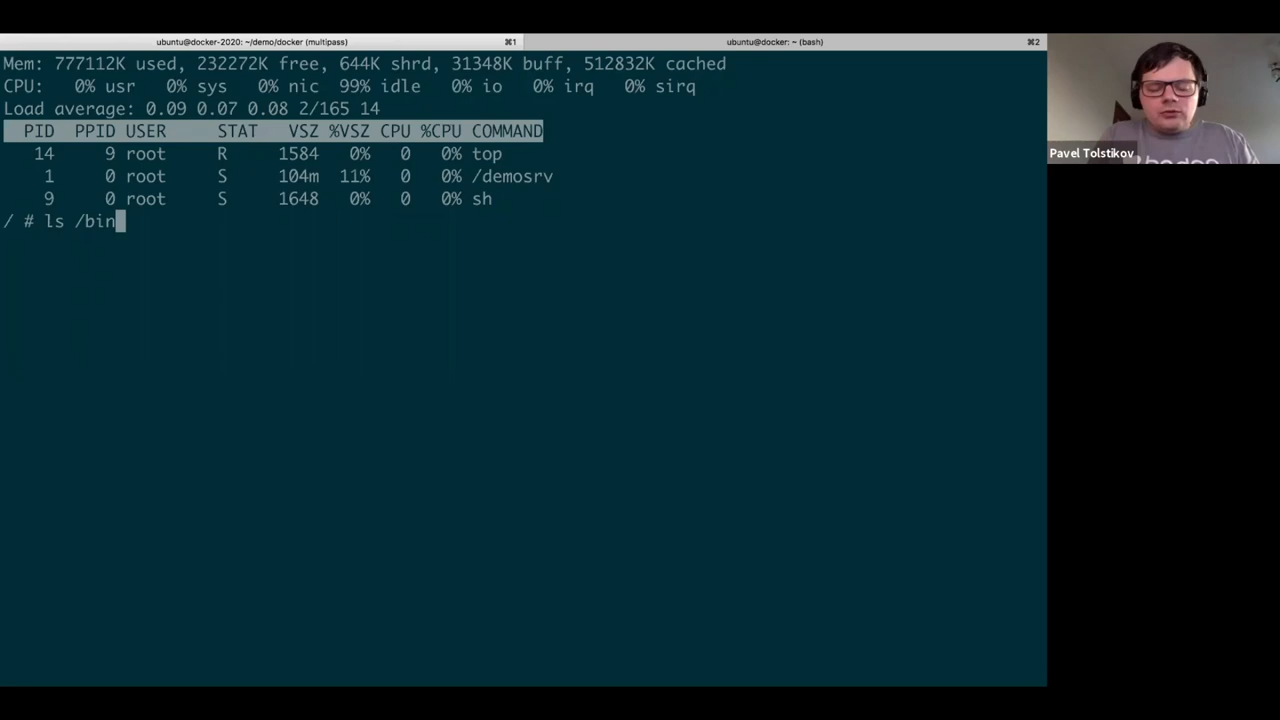 ubuntu@docker-2020: ~/demo/docker (multipass) ⌘1 ubuntu@docker: ~ (bash) ⌘2
Mem: 777112K used, 232272K free, 644K shrd, 31348K buff, 512832K cached
CPU: 0% usr 0% sys 0% nic 99% idle 0% io 0% irq 0% sirq
Load average: 0.09 0.07 0.08 2/165 14
PID PPID USER STAT VSZ %VSZ CPU %CPU COMMAND
14 9 root R 1584 0% 0 0% top
1 0 root S 104m 11% 0 0% /demosrv
9 0 root S 1648 0% 0 0% sh
/ # ls /bin
Pavel Tolstikov